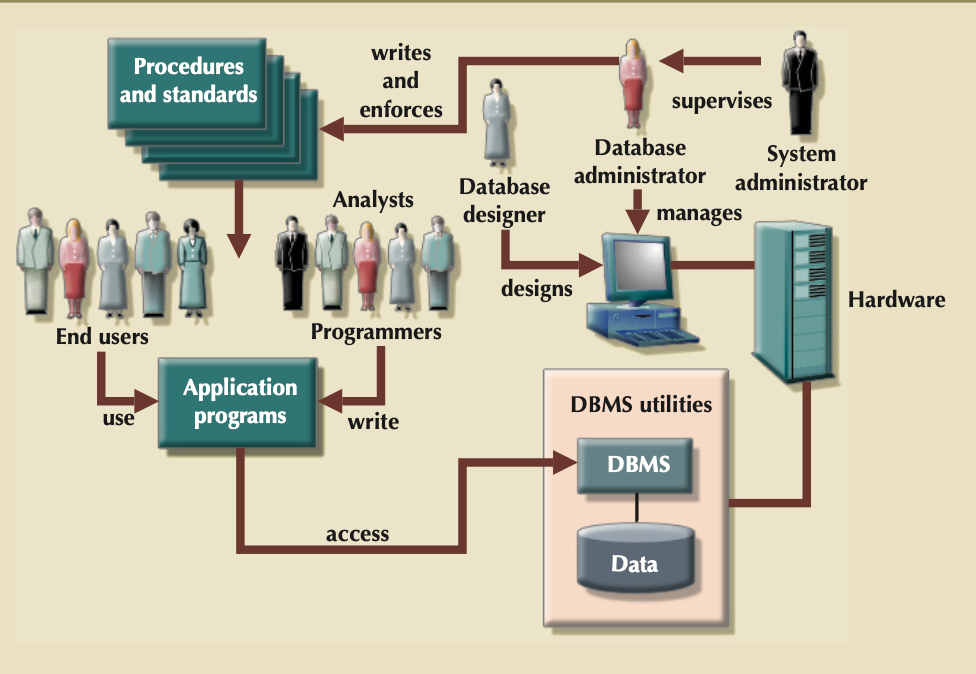 Procedures
and standards
writes
and
enforces
supervises
Database
administrator
System
administrator
Database
designer
manages
Analysts
designs
Hardware
End users
Programmers
Application
programs
use
write
DBMS utilities
DBMS
access
Data